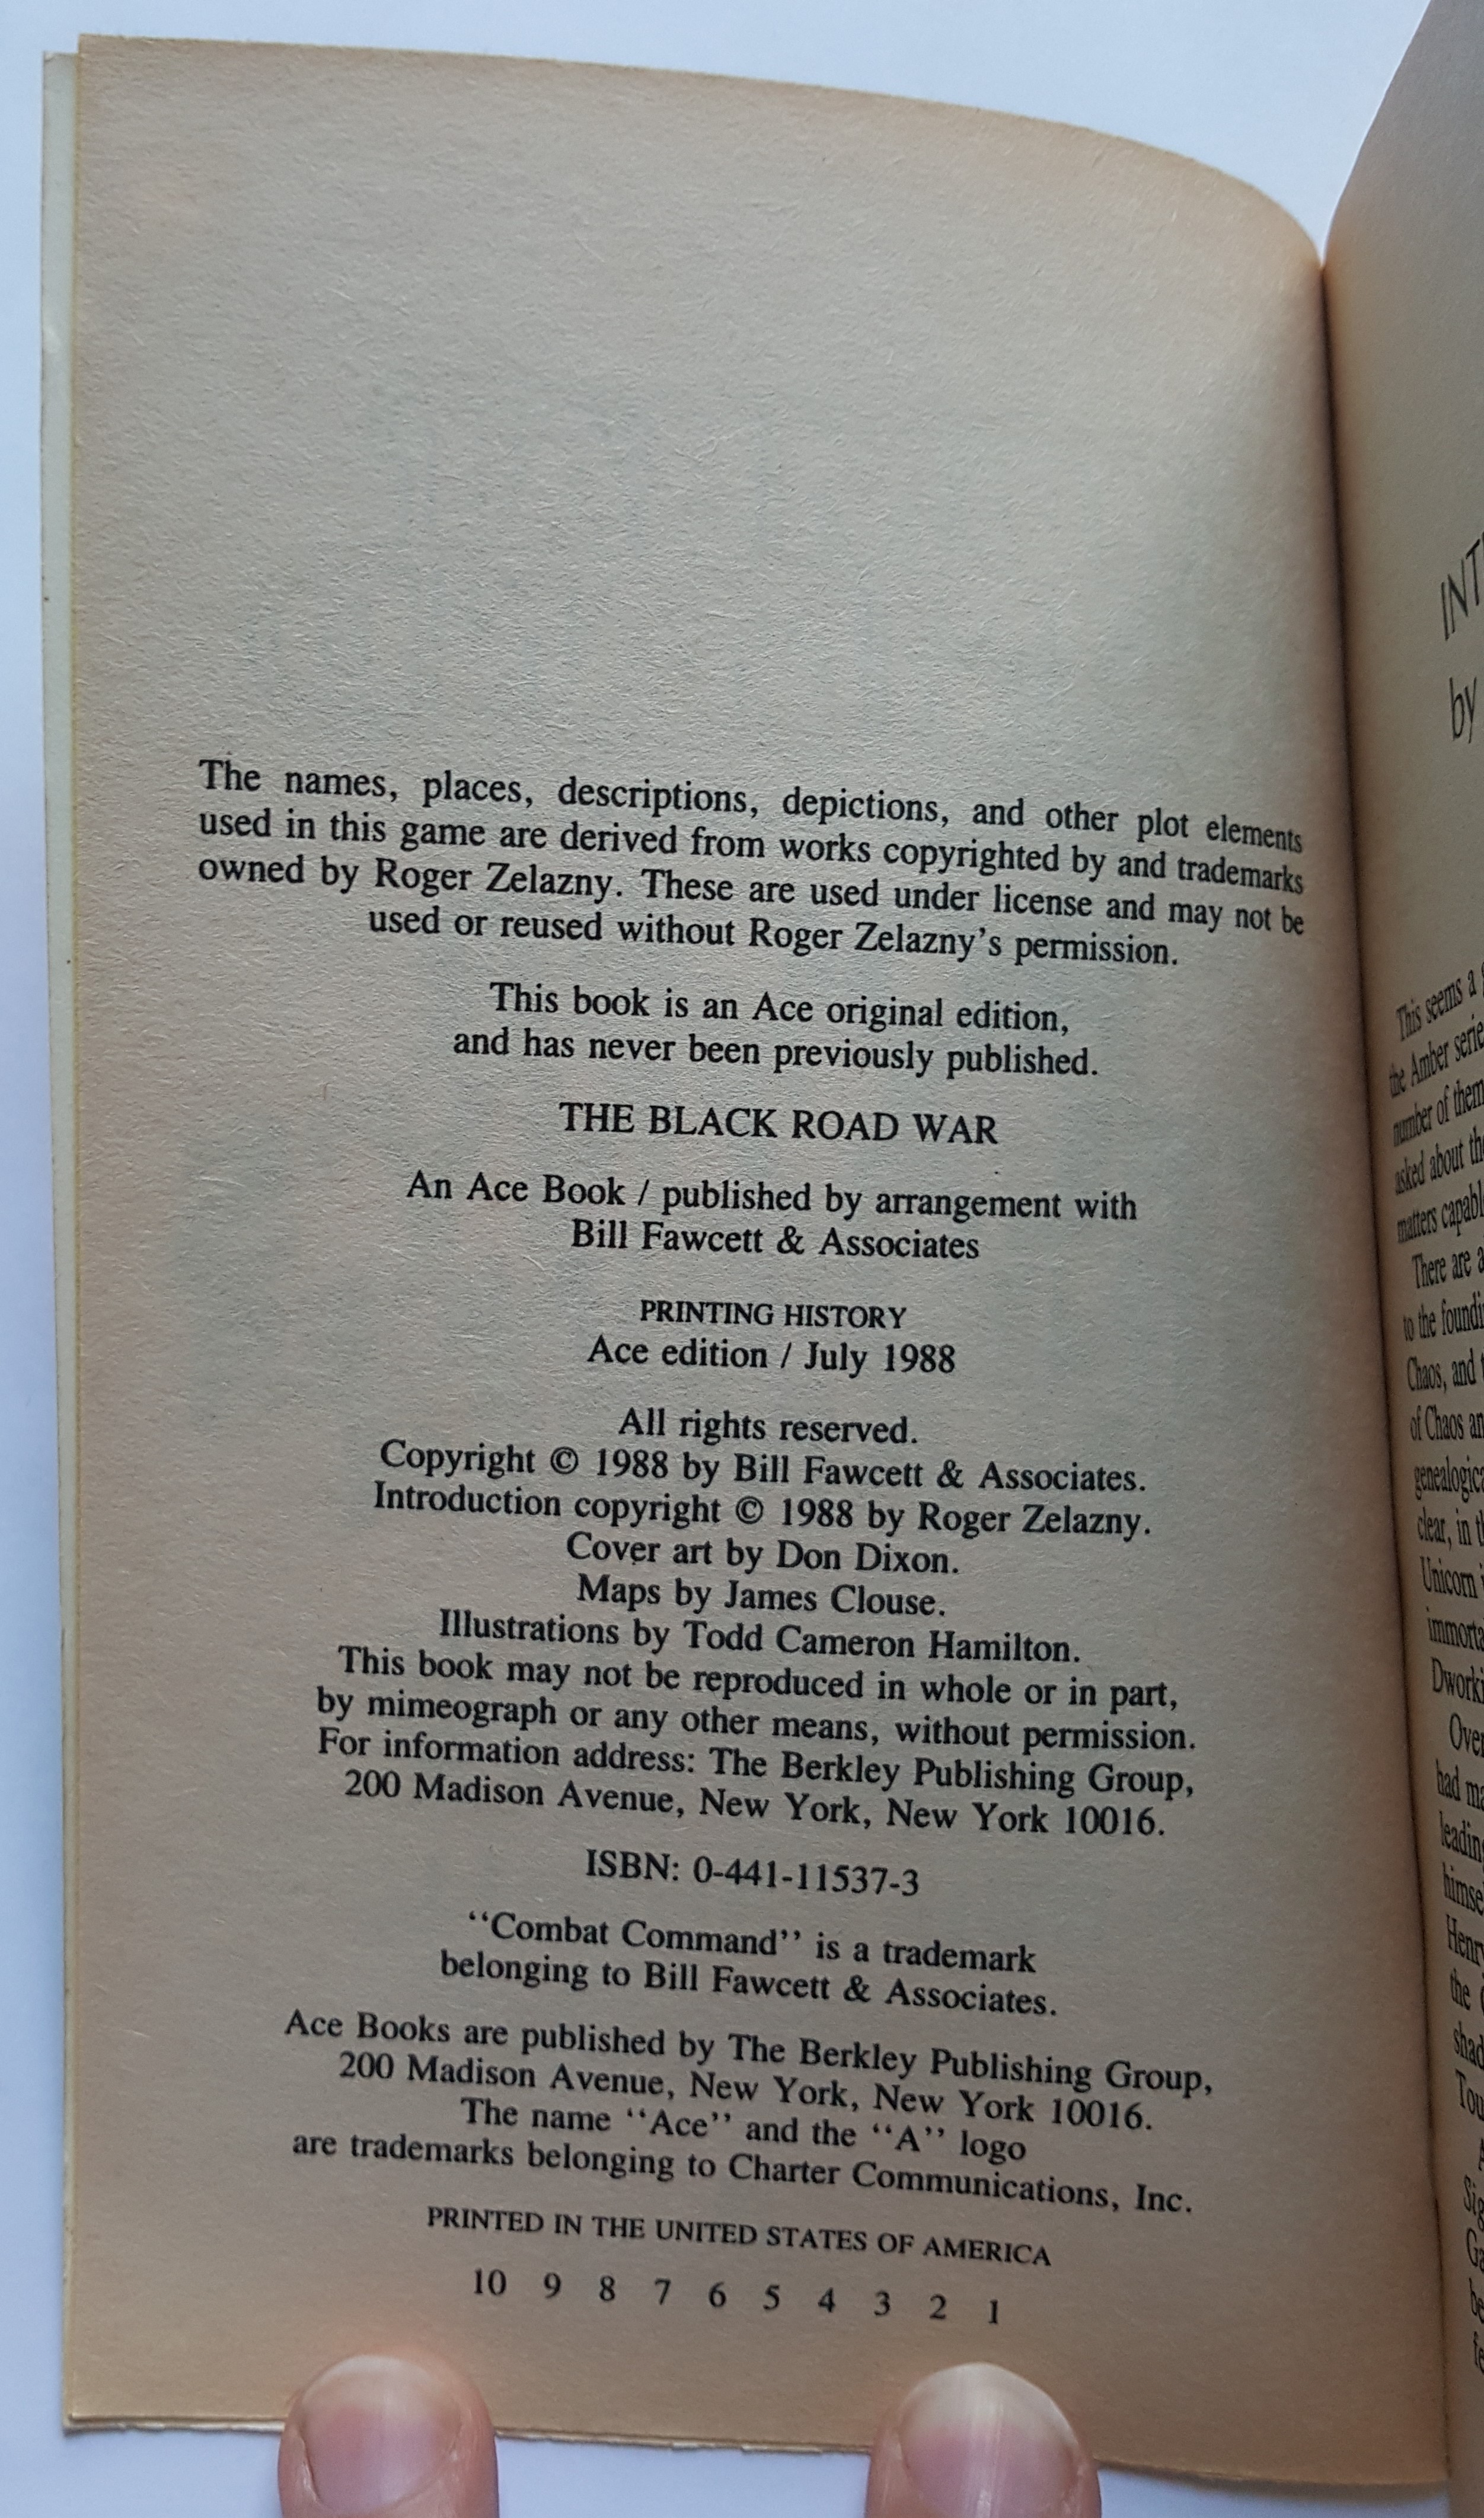 The names, places, descriptions, depictions, and other plot elements
used in this game are derived from works copyrighted by and trademarks
owned by Roger Zelazny. These are used under license and may not be
used or reused without Roger Zelazny's permission.
This book is an Ace original edition,
and has never been previously published.
THE BLACK ROAD WAR
An Ace Book / published by arrangement with
Bill Fawcett & Associates
PRINTING HISTORY
Ace edition / July 1988
All rights reserved.
Copyright © 1988 by Bill Fawcett & Associates.
Introduction copyright © 1988 by Roger Zelazny.
Cover art by Don Dixon.
Maps by James Clouse.
Illustrations by Todd Cameron Hamilton.
This book may not be reproduced in whole or in part,
by mimeograph or any other means, without permission.
For information address: The Berkley Publishing Group,
200 Madison Avenue, New York, New York 10016.
ISBN: 0-441-11537-3
‘‘Combat Command’’ is a trademark
belonging to Bill Fawcett & Associates.
Ace Books are published by The Berkley Publishing Group,
200 Madison Avenue, New York, New York 10016.
The name ‘‘Ace’’ and the ‘‘A’’ logo
are trademarks belonging to Charter Communications, Inc.
PRINTED IN THE UNITED STATES OF AMERICA
10 9 8 7 6 5 4 3 2 1
by
This seems a
the Amber
number of them
asked about
matters
There are
to the
Chaos, and
of Chaos
clear, in
Unicorn
Over
had
the